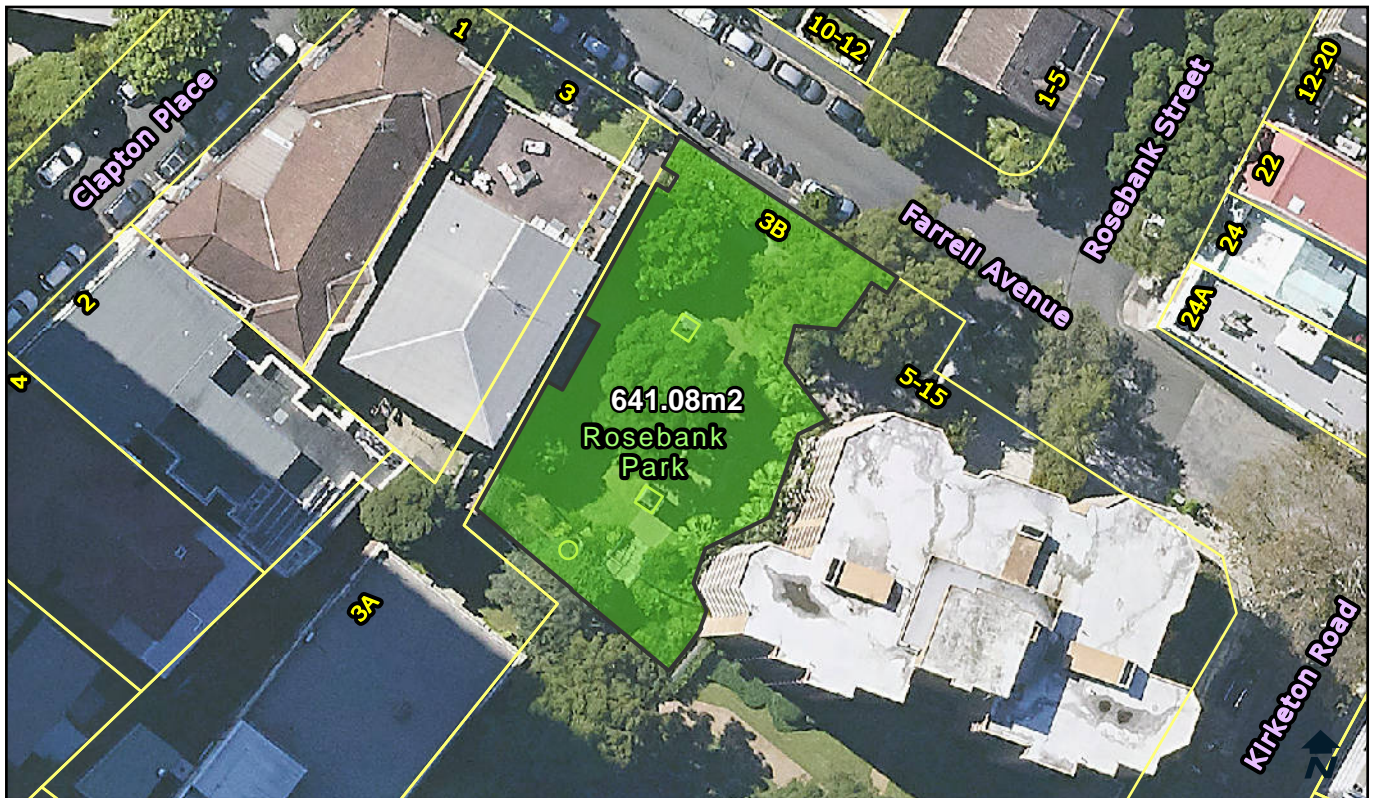 1
10-12
3
1-5
12-20
Clapton Place
Rosebank Street
22
3B
Farrell Avenue
24
2
24A
4
5-15
641.08m2
Rosebank
Park
3A
Kirketon Road
N